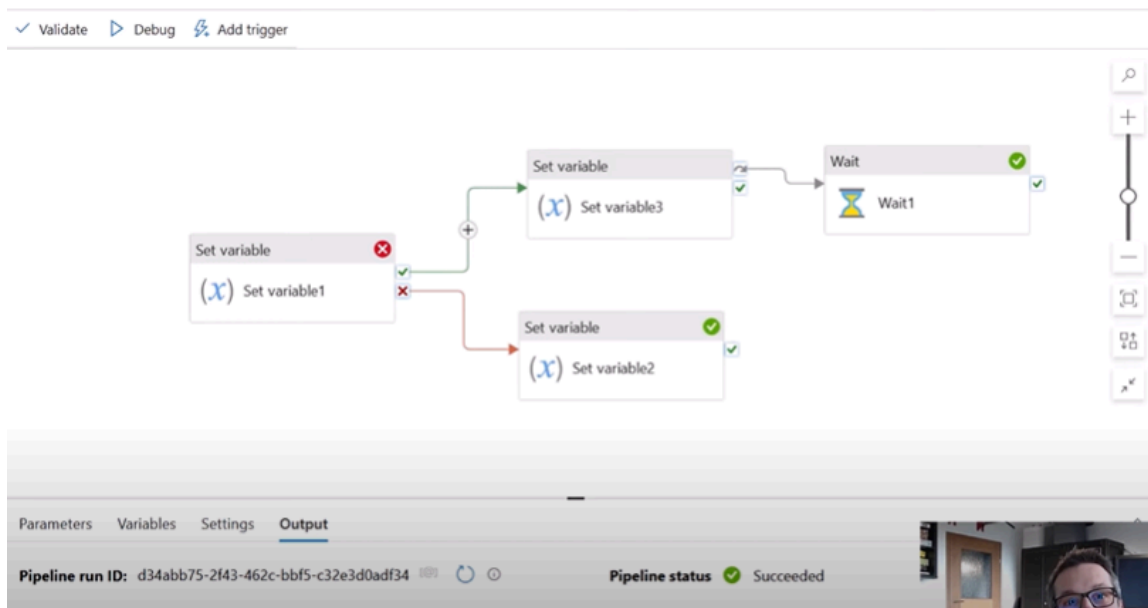 Validate Debug Add trigger
Set variable
Set variable3
Wait
Wait1
Set variable
(x) Set variable1
Set variable
(x) Set variable2
Parameters Variables Settings Output
Pipeline run ID: d34abb75-2f43-462c-bbf5-c32e3d0adf34 Pipeline status Succeeded